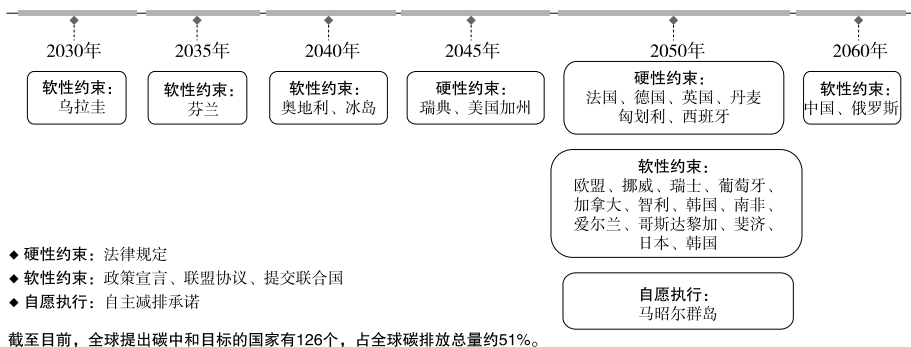 2030年
2035年
2040年
2045年
2050年
2060年
软性约束：
乌拉圭
软性约束：
芬兰
软性约束：
奥地利、冰岛
硬性约束：
瑞典、美国加州
硬性约束：
法国、德国、英国、丹麦
匈划利、西班牙
软性约束：
中国、俄罗斯
软性约束：
欧盟、挪威、瑞士、葡萄牙、
加拿大、智利、韩国、南非、
爱尔兰、哥斯达黎加、斐济、
日本、韩国
自愿执行：
马昭尔群岛
◆ 硬性约束：法律规定
◆ 软性约束：政策宣言、联盟协议、提交联合国
◆ 自愿执行：自主减排承诺
截至目前，全球提出碳中和目标的国家有126个，占全球碳排放总量约51%。